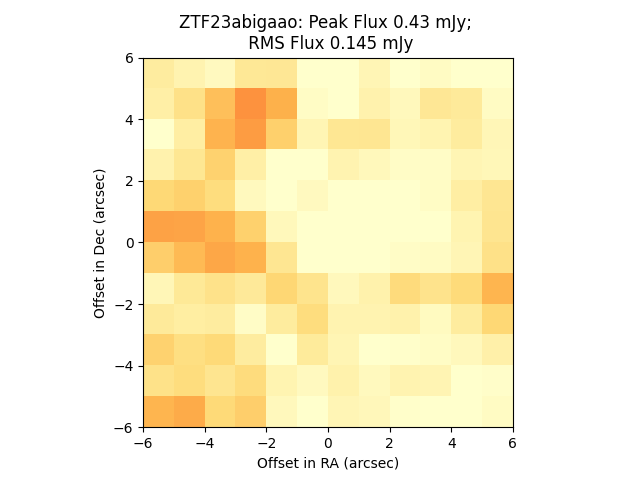 ZTF23abigaao: Peak Flux 0.43 mJy;
RMS Flux 0.145 mJy
6
4
2
0
−2
−4
−6
Offset in Dec (arcsec)
−6 −4 −2 0 2 4 6
Offset in RA (arcsec)